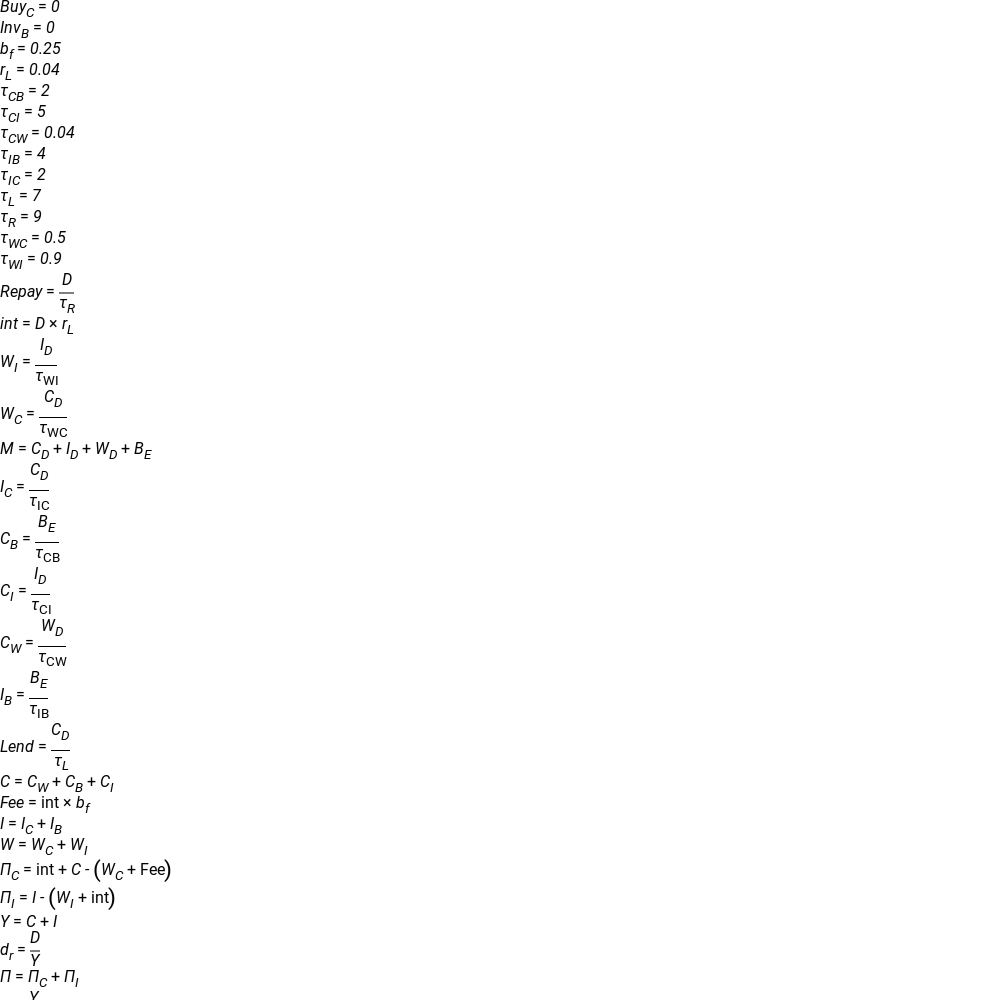 Buy_C = 0
Inv_B = 0
b_f = 0.25
r_L = 0.04
τ_CB = 2
τ_CI = 5
τ_CW = 0.04
τ_IB = 4
τ_IC = 2
τ_L = 7
τ_R = 9
τ_WC = 0.5
τ_WI = 0.9
Repay = D / τ_R
int = D × r_L
W_I = I_D / τ_WI
W_C = C_D / τ_WC
M = C_D + I_D + W_D + B_E
I_C = C_D / τ_IC
C_B = B_E / τ_CB
C_I = I_D / τ_CI
C_W = W_D / τ_CW
I_B = B_E / τ_IB
Lend = C_D / τ_L
C = C_W + C_B + C_I
Fee = int × b_f
I = I_C + I_B
W = W_C + W_I
Π_C = int + C - (W_C + Fee)
Π_I = I - (W_I + int)
Y = C + I
d_r = D / Y
Π = Π_C + Π_I
Y